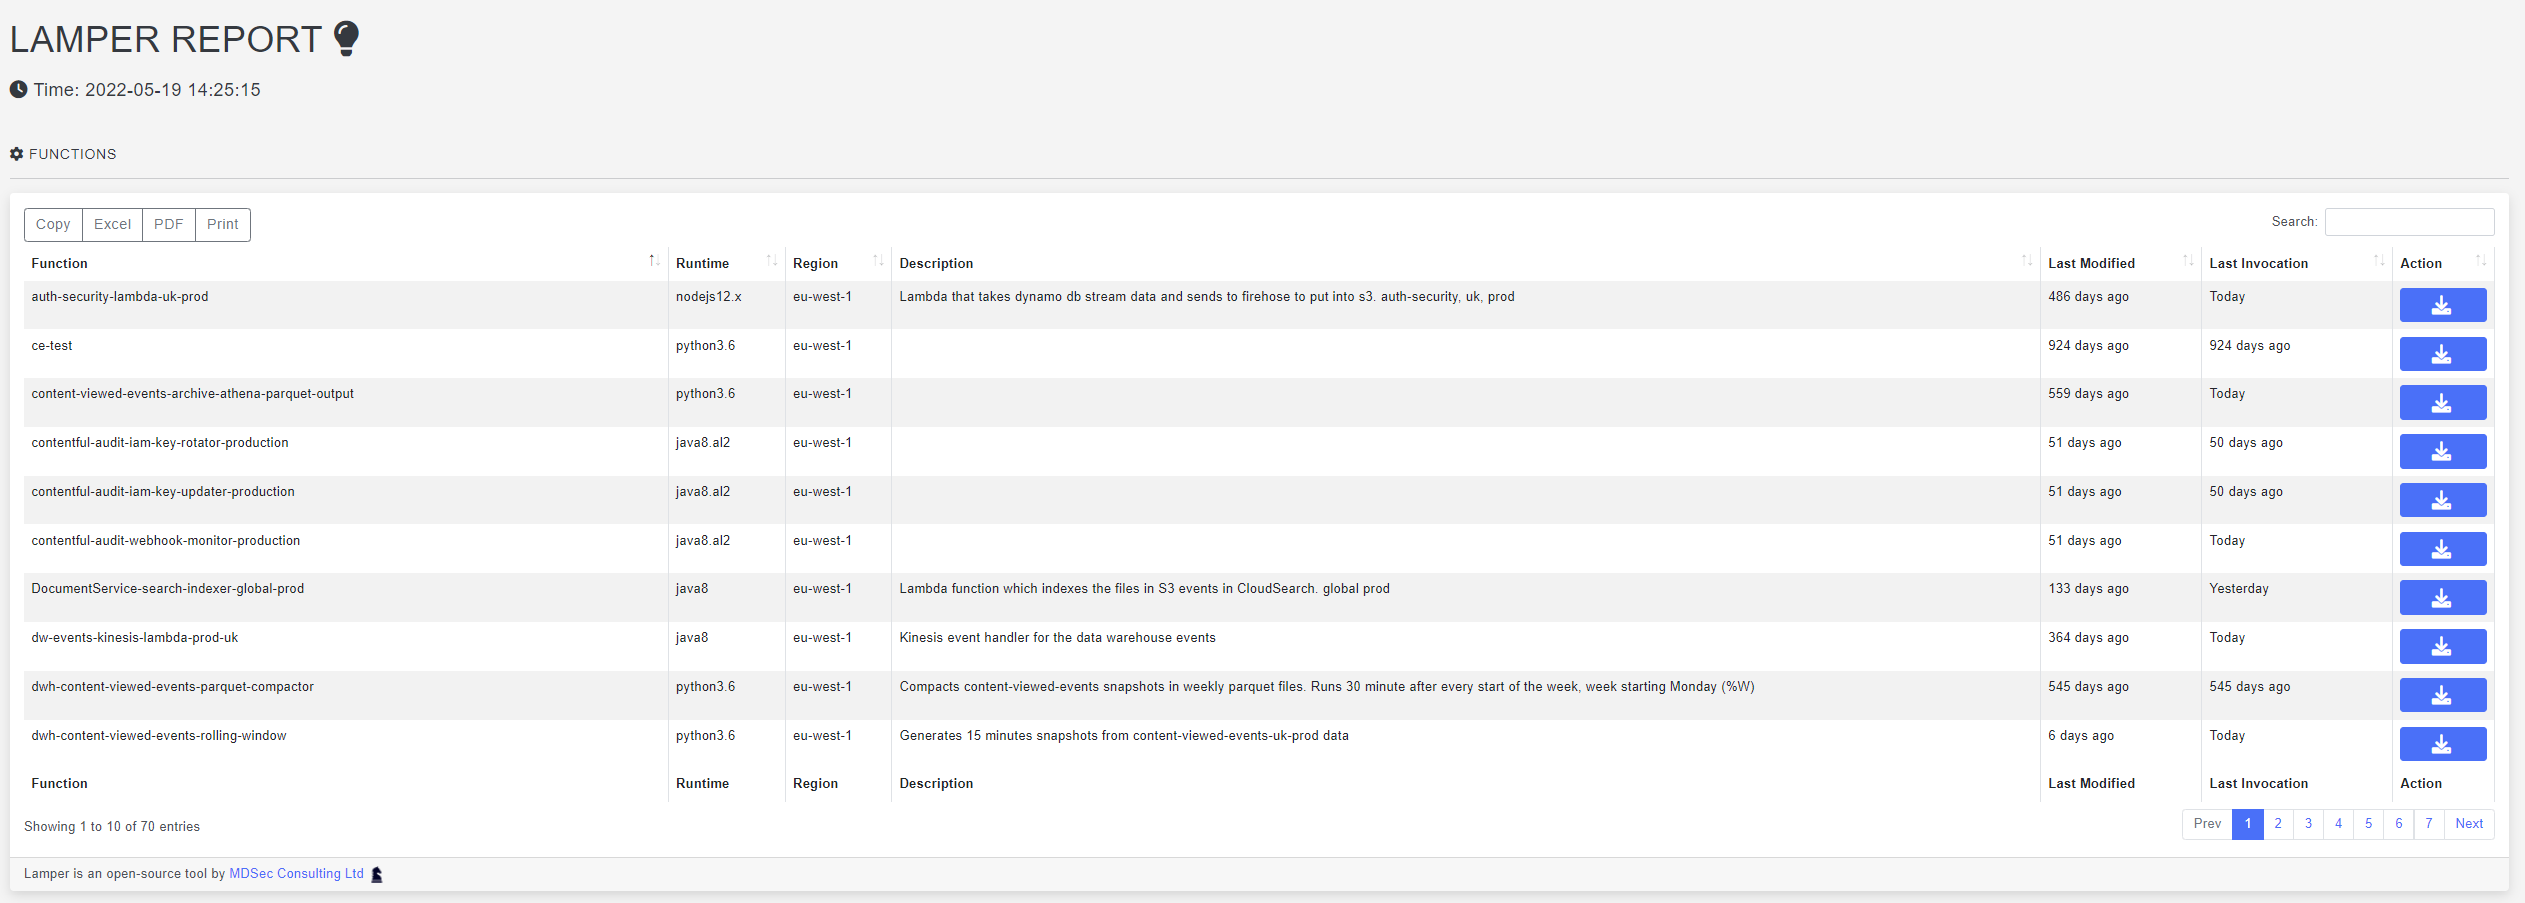 LAMPER REPORT
Time: 2022-05-19 14:25:15
FUNCTIONS
Copy Excel PDF Print Search:
Function Runtime Region Description Last Modified Last Invocation Action
auth-security-lambda-uk-prod nodejs12.x eu-west-1 Lambda that takes dynamo db stream data and sends to firehose to put into s3. auth-security, uk, prod 486 days ago Today
ce-test python3.6 eu-west-1 924 days ago 924 days ago
content-viewed-events-archive-athena-parquet-output python3.6 eu-west-1 559 days ago Today
contentful-audit-iam-key-rotator-production java8.al2 eu-west-1 51 days ago 50 days ago
contentful-audit-iam-key-updater-production java8.al2 eu-west-1 51 days ago 50 days ago
contentful-audit-webhook-monitor-production java8.al2 eu-west-1 51 days ago Today
DocumentService-search-indexer-global-prod java8 eu-west-1 Lambda function which indexes the files in S3 events in CloudSearch. global prod 133 days ago Yesterday
dw-events-kinesis-lambda-prod-uk java8 eu-west-1 Kinesis event handler for the data warehouse events 364 days ago Today
dwh-content-viewed-events-parquet-compactor python3.6 eu-west-1 Compacts content-viewed-events snapshots in weekly parquet files. Runs 30 minute after every start of the week, week starting Monday (%W) 545 days ago 545 days ago
dwh-content-viewed-events-rolling-window python3.6 eu-west-1 Generates 15 minutes snapshots from content-viewed-events-uk-prod data 6 days ago Today
Function Runtime Region Description Last Modified Last Invocation Action
Showing 1 to 10 of 70 entries Prev 1 2 3 4 5 6 7 Next
Lamper is an open-source tool by MDSec Consulting Ltd